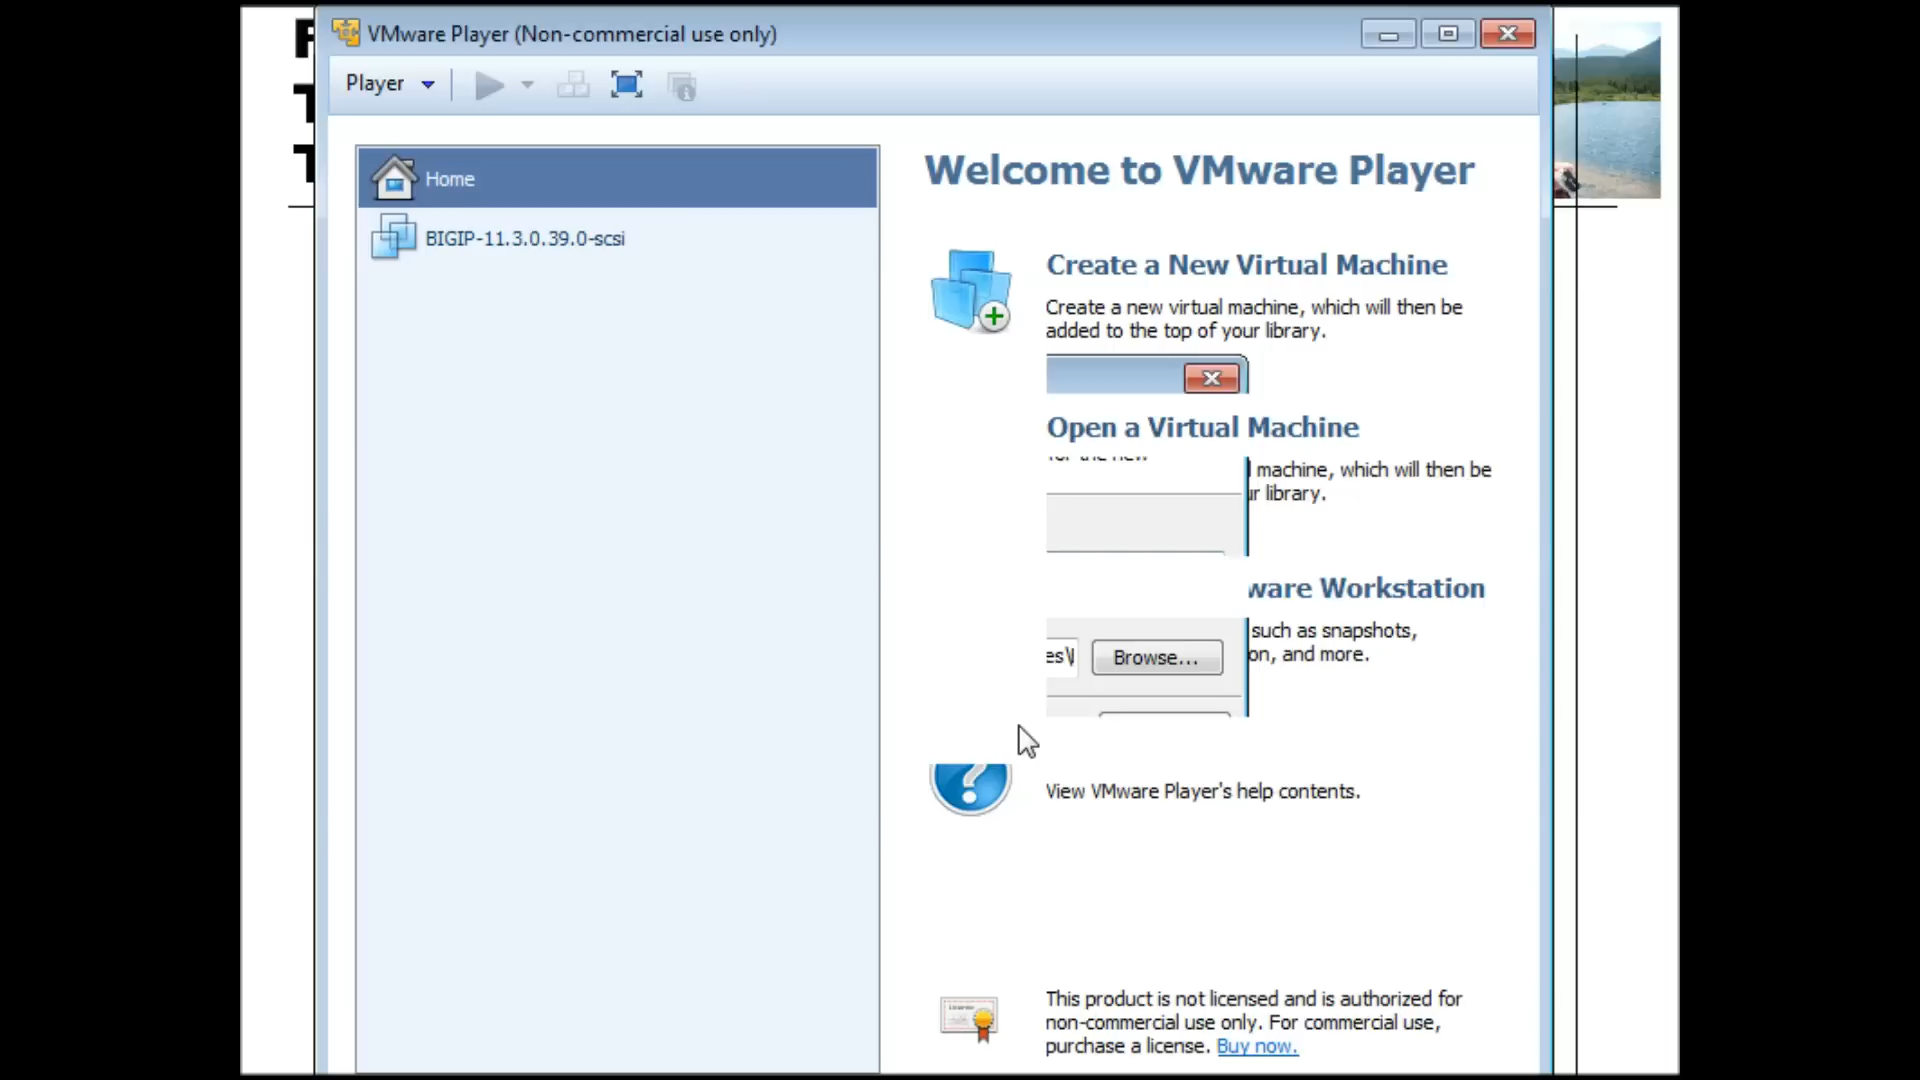 VMware Player (Non-commercial use only)
Player
Home
BIGIP-11.3.0.39.0-scsi
Welcome to VMware Player
Create a New Virtual Machine
Create a new virtual machine, which will then be
added to the top of your library.
Open a Virtual Machine
machine, which will then be
ur library.
ware Workstation
such as snapshots,
on, and more.
es\
Browse...
View VMware Player's help contents.
This product is not licensed and is authorized for
non-commercial use only. For commercial use,
purchase a license. Buy now.